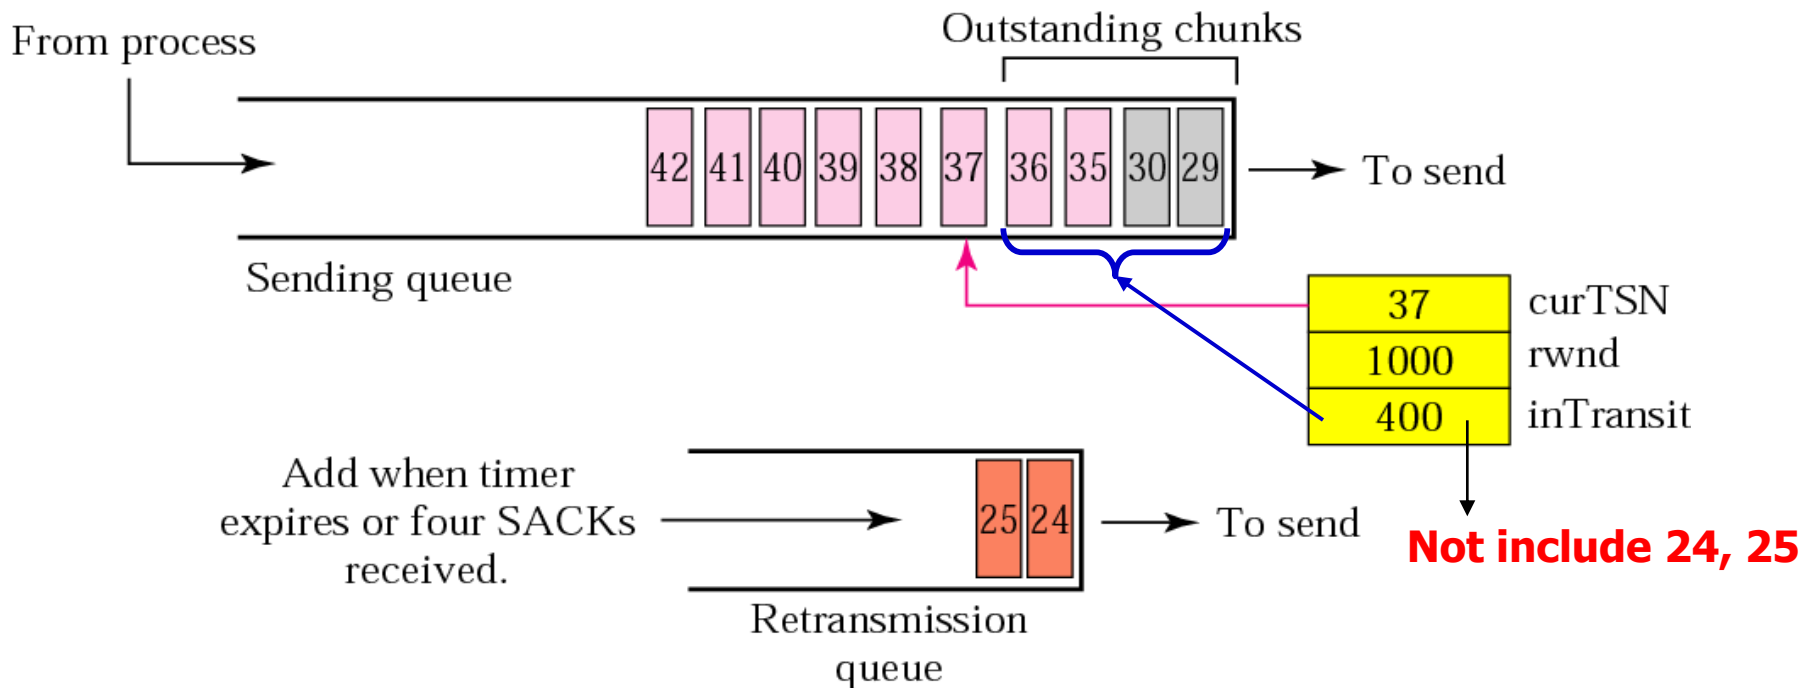 From process
Outstanding chunks
42 41 40 39 38 37 36 35 30 29
To send
Sending queue
37 curTSN
1000 rwnd
400 inTransit
Add when timer
expires or four SACKs
received.
25 24
To send
Not include 24, 25
Retransmission
queue